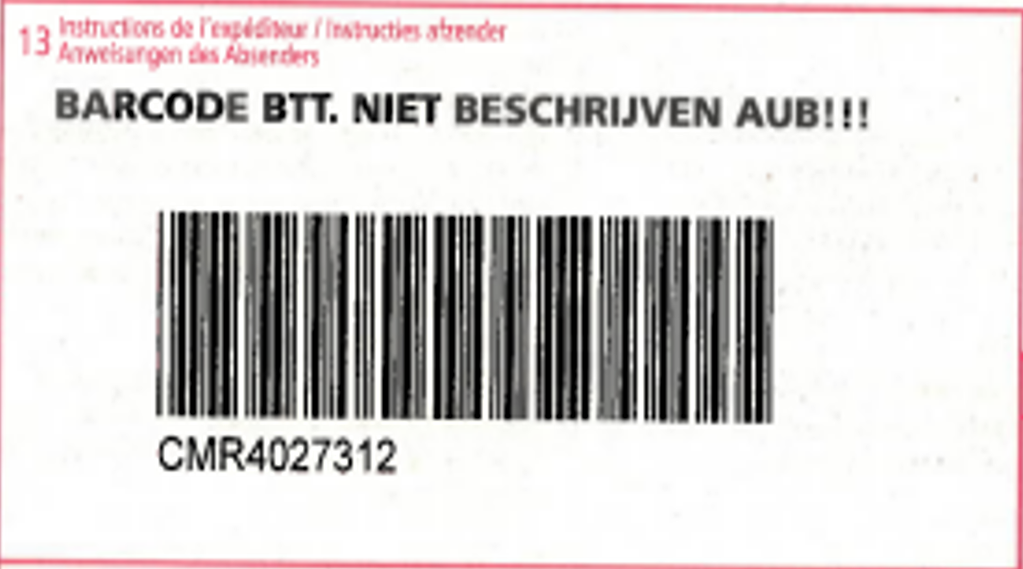 13 Instructions de l'expéditeur / Instructies afzender
Anweisungen des Absenders
BARCODE BTT. NIET BESCHRIJVEN AUB!!!
CMR4027312